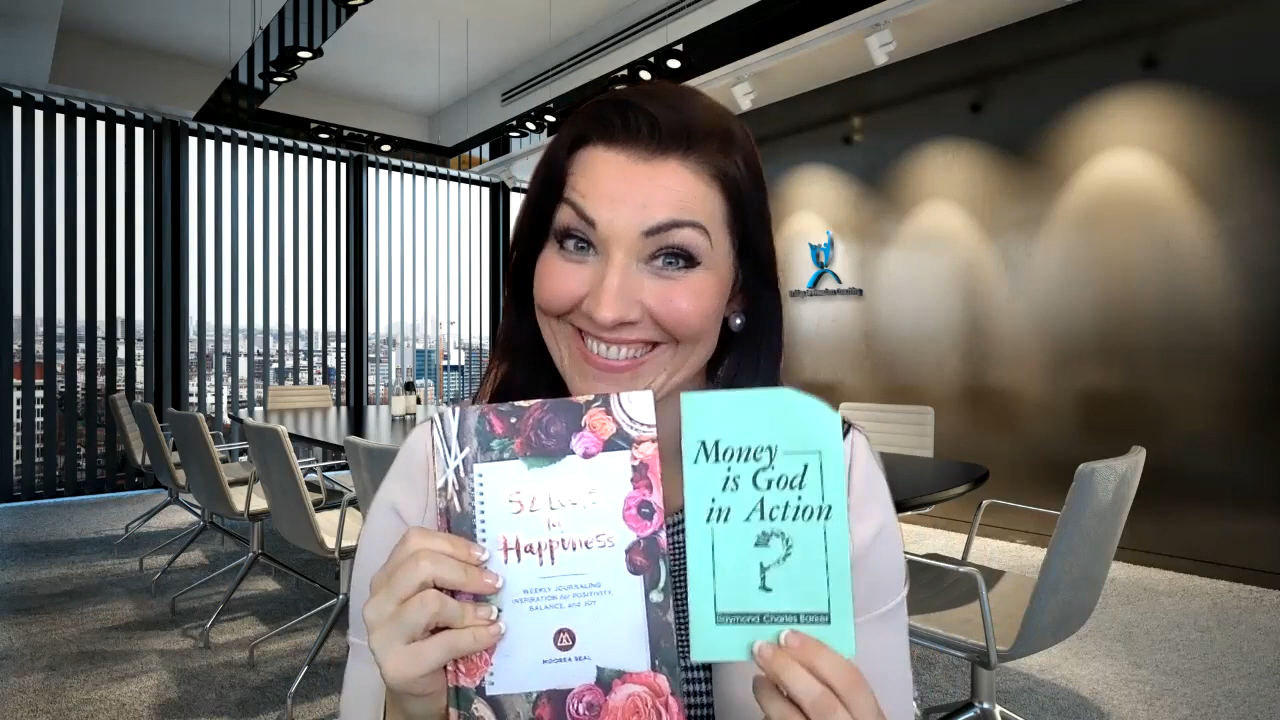 52 Lists
for
Happiness
WEEKLY JOURNALING
INSPIRATION for POSITIVITY,
BALANCE, and JOY
MOOREA SEAL
Money
is God
in Action
Raymond Charles Barker